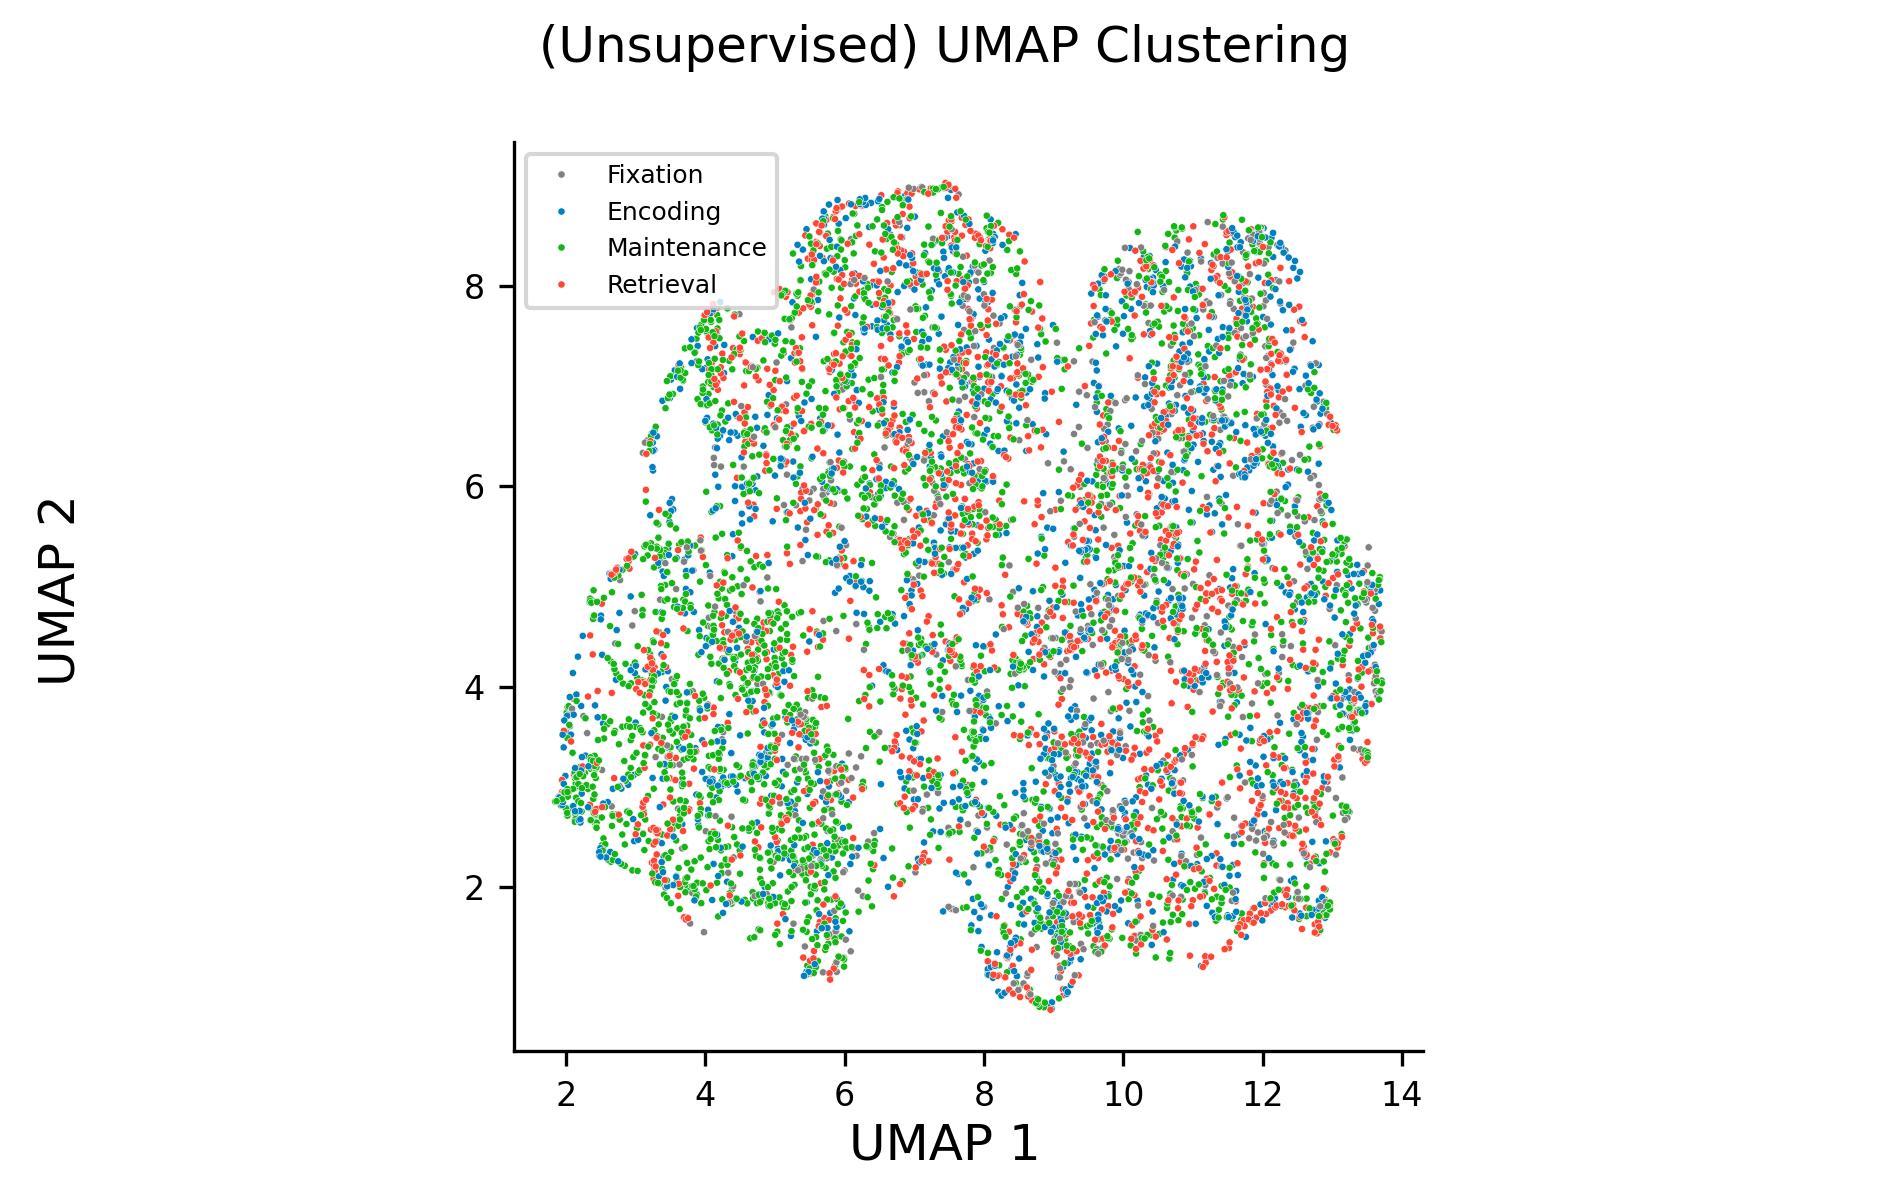 (Unsupervised) UMAP Clustering
Fixation
Encoding
Maintenance
Retrieval
8
6
4
2
UMAP 2
2 4 6 8 10 12 14
UMAP 1